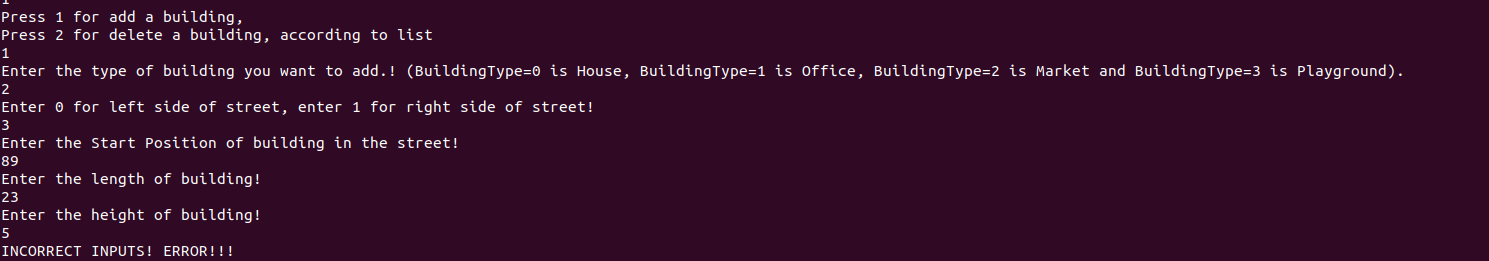 1
Press 1 for add a building,
Press 2 for delete a building, according to list
1
Enter the type of building you want to add.! (BuildingType=0 is House, BuildingType=1 is Office, BuildingType=2 is Market and BuildingType=3 is Playground).
2
Enter 0 for left side of street, enter 1 for right side of street!
3
Enter the Start Position of building in the street!
89
Enter the length of building!
23
Enter the height of building!
5
INCORRECT INPUTS! ERROR!!!